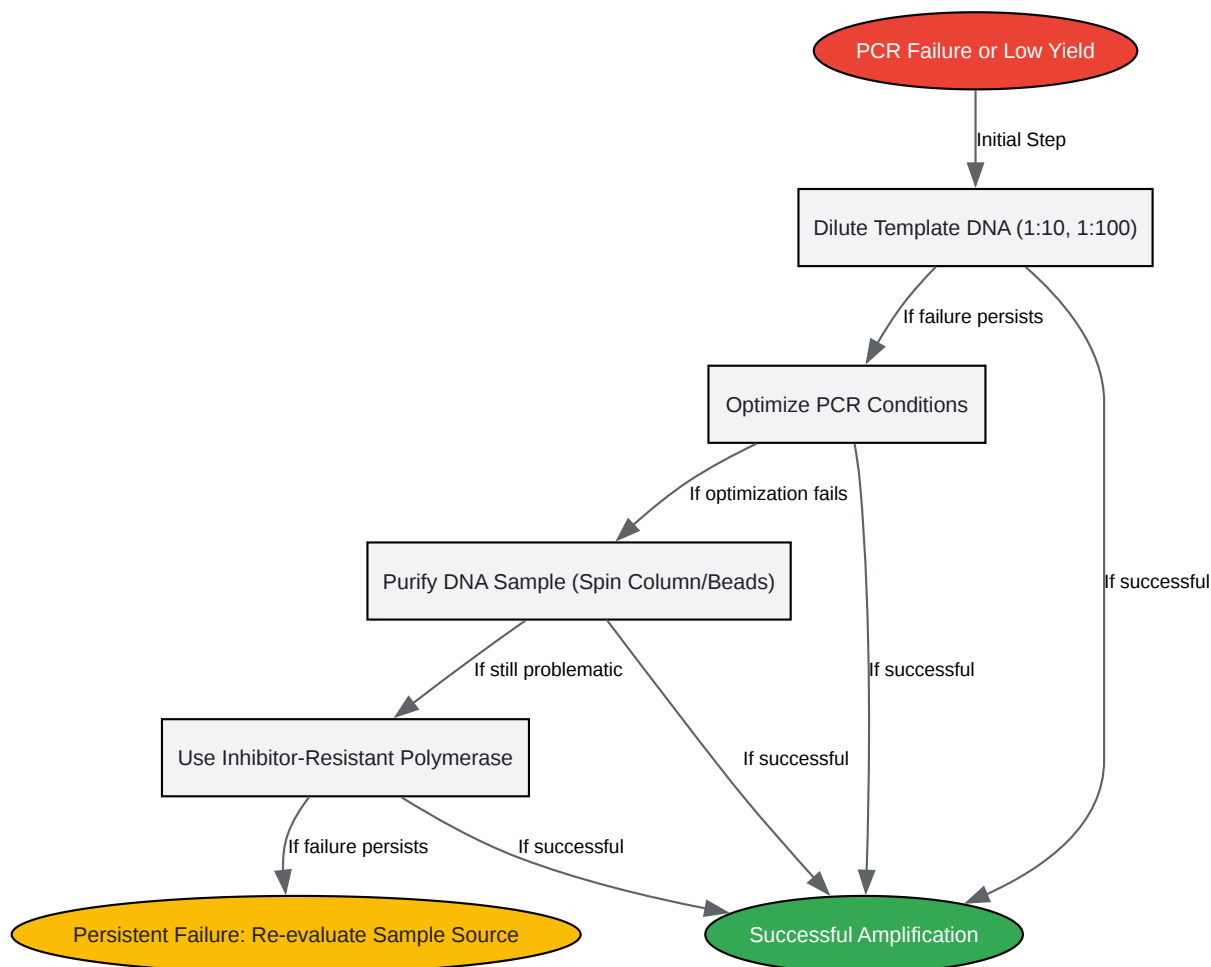 PCR Failure or Low Yield
Initial Step
Dilute Template DNA (1:10, 1:100)
If failure persists
Optimize PCR Conditions
If optimization fails
Purify DNA Sample (Spin Column/Beads)
If successful
If still problematic
If successful
Use Inhibitor-Resistant Polymerase
If successful
If failure persists
If successful
Persistent Failure: Re-evaluate Sample Source
Successful Amplification